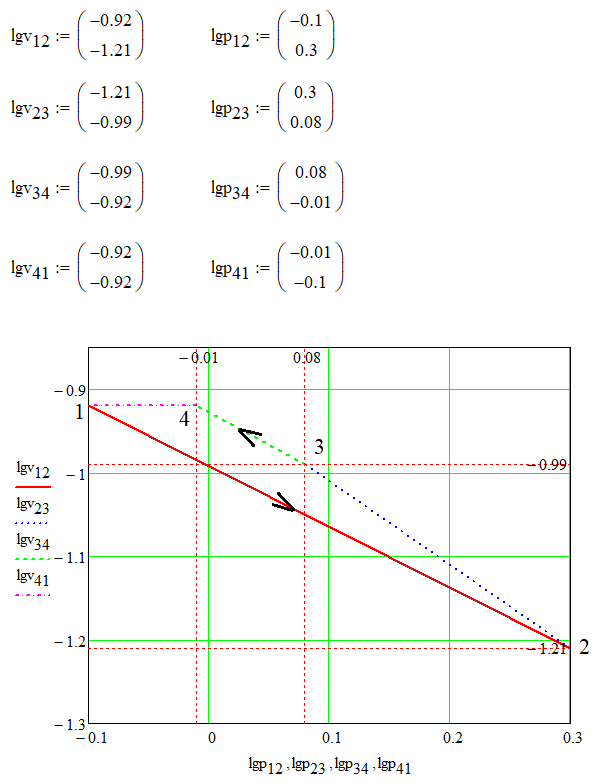 lgv12 := (−0.92 −1.21) lgp12 := (−0.1 0.3)
lgv23 := (−1.21 −0.99) lgp23 := (0.3 0.08)
lgv34 := (−0.99 −0.92) lgp34 := (0.08 −0.01)
lgv41 := (−0.92 −0.92) lgp41 := (−0.01 −0.1)
−0.01 0.08
−0.9
1
4
3
lgv12
−0.99
−1
lgv23
lgv34
−1.1
lgv41
−1.2
−1.21
2
−1.3
−0.1 0 0.1 0.2 0.3
lgp12 , lgp23 , lgp34 , lgp41